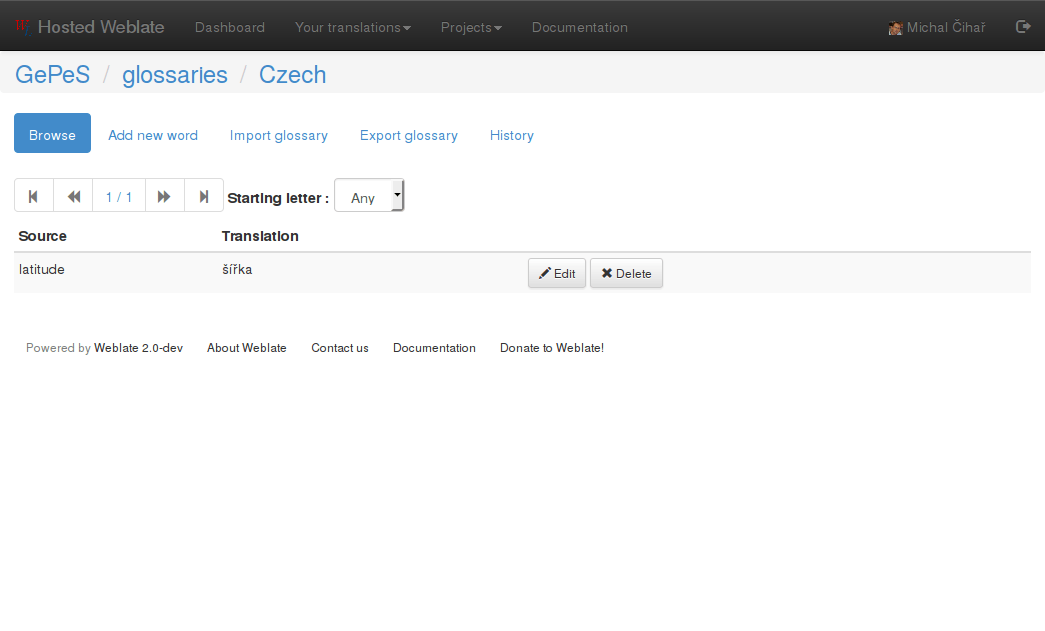 Hosted Weblate Dashboard Your translations Projects Documentation Michal Čihař
GePeS / glossaries / Czech
Browse Add new word Import glossary Export glossary History
1 / 1 Starting letter : Any
Source Translation
latitude šířka Edit Delete
Powered by Weblate 2.0-dev About Weblate Contact us Documentation Donate to Weblate!